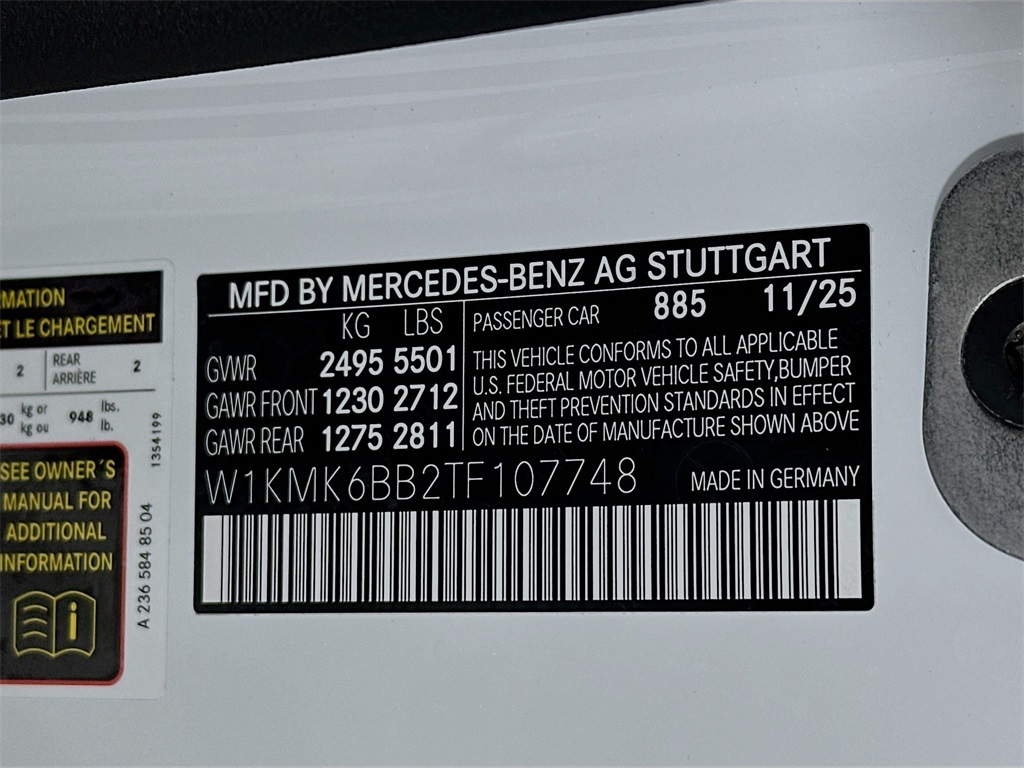 RMATION
ET LE CHARGEMENT
2 REAR ARRIÈRE 2
30 kg or kg ou 948 lbs. lb.
1354199
SEE OWNER´S
MANUAL FOR
ADDITIONAL
INFORMATION
A 236 584 85 04
MFD BY MERCEDES-BENZ AG STUTTGART
KG LBS
GVWR 2495 5501
GAWR FRONT 1230 2712
GAWR REAR 1275 2811
PASSENGER CAR 885 11/25
THIS VEHICLE CONFORMS TO ALL APPLICABLE
U.S. FEDERAL MOTOR VEHICLE SAFETY,BUMPER
AND THEFT PREVENTION STANDARDS IN EFFECT
ON THE DATE OF MANUFACTURE SHOWN ABOVE
W1KMK6BB2TF107748 MADE IN GERMANY